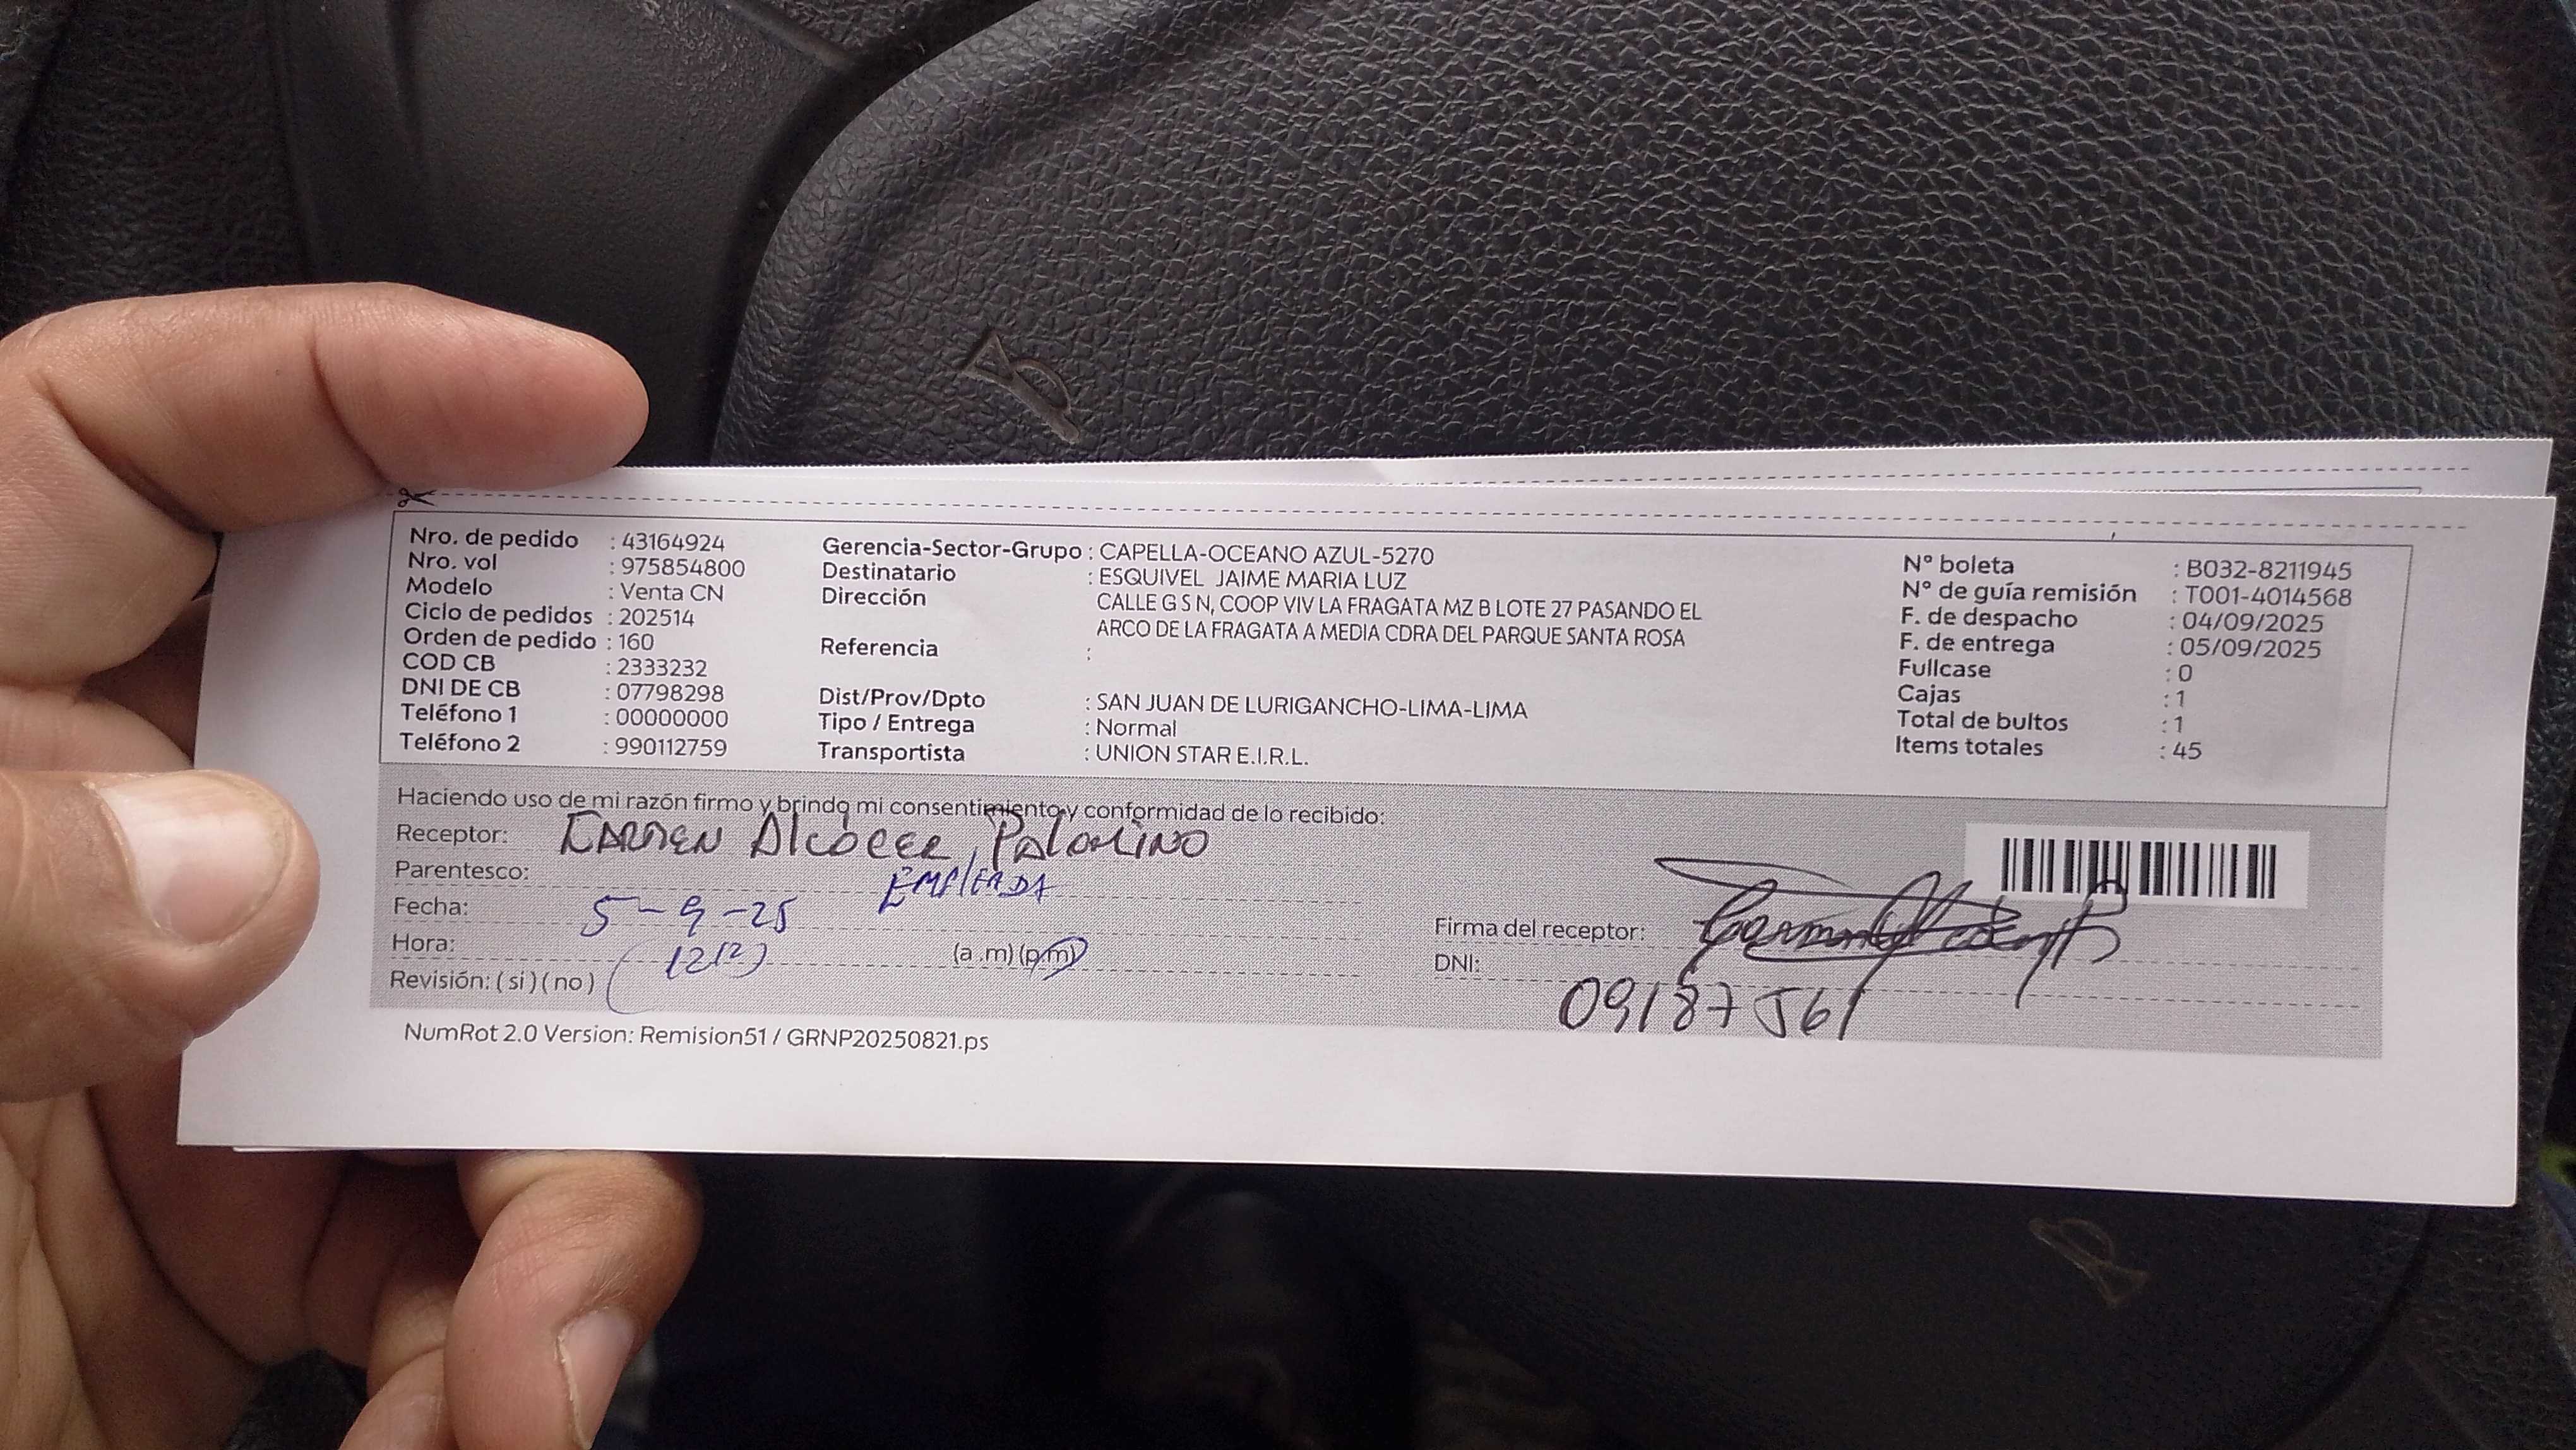 Nro. de pedido : 43164924
Nro. vol : 975854800
Modelo : Venta CN
Ciclo de pedidos : 202514
Orden de pedido : 160
COD CB : 2333232
DNI DE CB : 07798298
Teléfono 1 : 00000000
Teléfono 2 : 990112759
Gerencia-Sector-Grupo : CAPELLA-OCEANO AZUL-5270
Destinatario : ESQUIVEL JAIME MARIA LUZ
Dirección CALLE G S N, COOP VIV LA FRAGATA MZ B LOTE 27 PASANDO EL
ARCO DE LA FRAGATA A MEDIA CDRA DEL PARQUE SANTA ROSA
Referencia :
Dist/Prov/Dpto : SAN JUAN DE LURIGANCHO-LIMA-LIMA
Tipo / Entrega : Normal
Transportista : UNION STAR E.I.R.L.
N° boleta : B032-8211945
N° de guía remisión : T001-4014568
F. de despacho : 04/09/2025
F. de entrega : 05/09/2025
Fullcase : 0
Cajas : 1
Total de bultos : 1
Items totales : 45
Haciendo uso de mi razón firmo y brindo mi consentimiento y conformidad de lo recibido:
Receptor: KARMEN Alcocer Palomino
Parentesco: EMPLEADA
Fecha: 5-9-25
Hora: 12(12) (a.m)(p.m)
Revisión: (si)(no)
Firma del receptor:
DNI: 09187561
NumRot 2.0 Version: Remision51 / GRNP20250821.ps